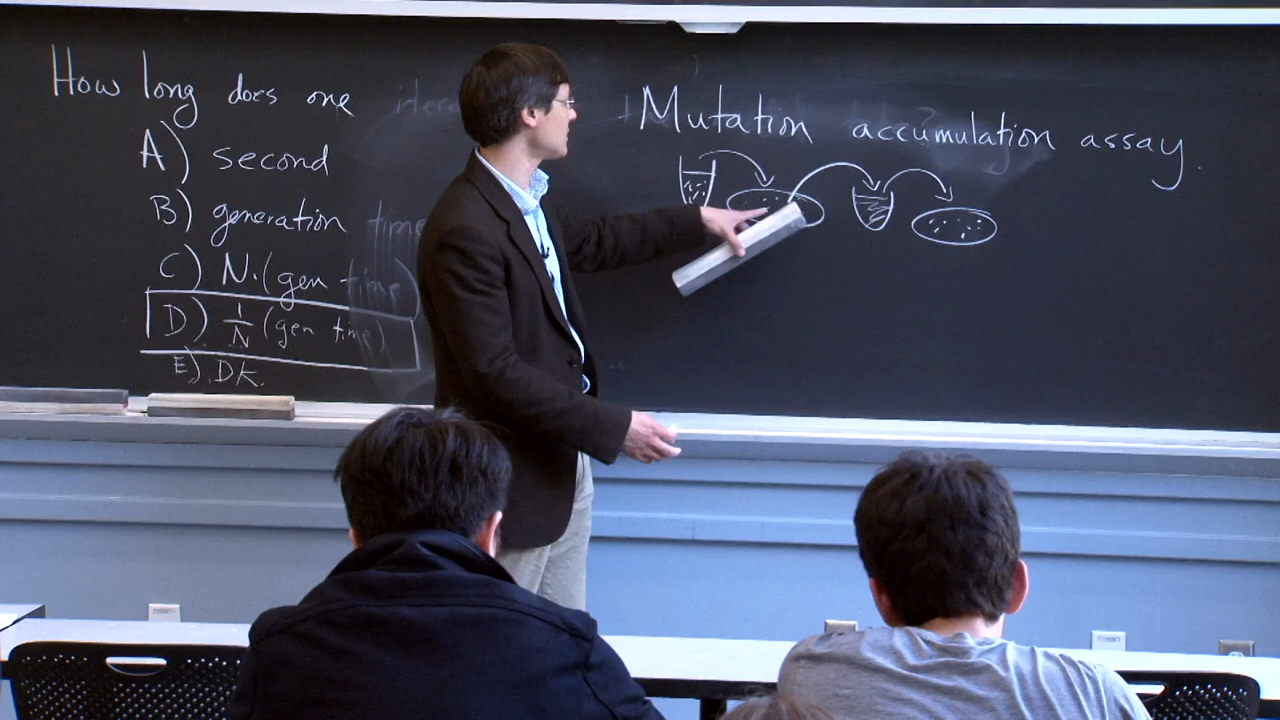 How long does one
A) second
B) generation time
C) N·(gen time)
D) 1/N (gen time)
E) DK.
Mutation accumulation assay.